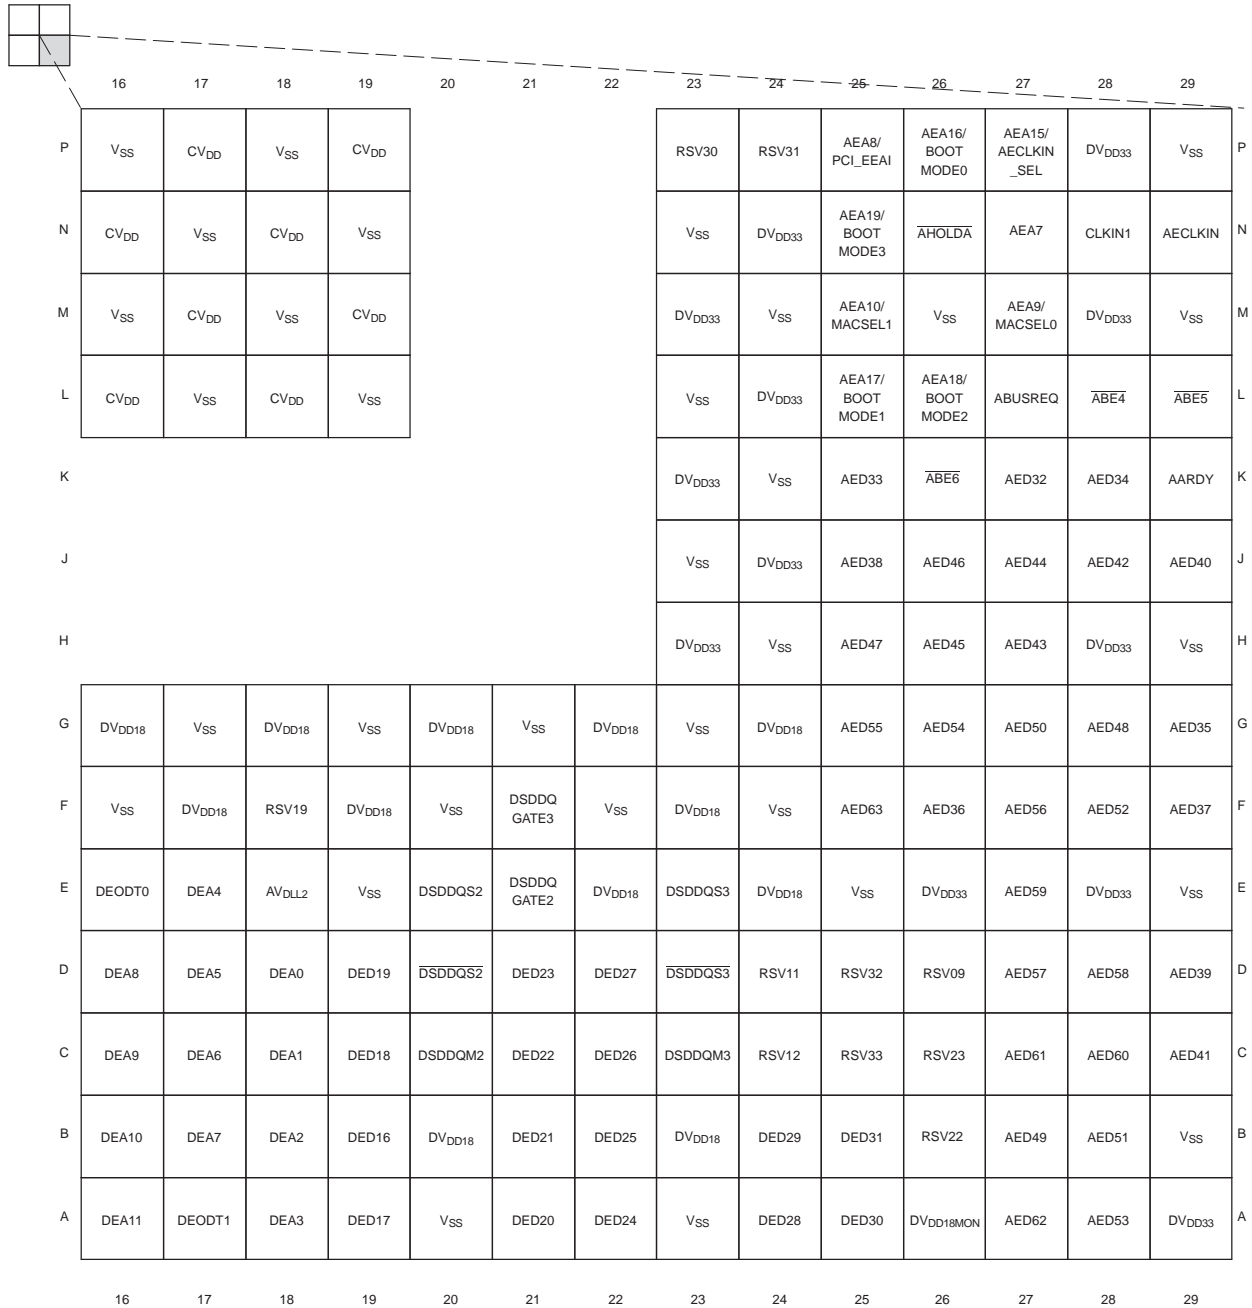 16 17 18 19 20 21 22 23 24 25 26 27 28 29
P VSS CVDD VSS CVDD RSV30 RSV31 AEA8/ PCI_EEAI AEA16/ BOOT MODE0 AEA15/ AECLKIN _SEL DVDD33 VSS P
N CVDD VSS CVDD VSS VSS DVDD33 AEA19/ BOOT MODE3 AHOLDA AEA7 CLKIN1 AECLKIN N
M VSS CVDD VSS CVDD DVDD33 VSS AEA10/ MACSEL1 VSS AEA9/ MACSEL0 DVDD33 VSS M
L CVDD VSS CVDD VSS VSS DVDD33 AEA17/ BOOT MODE1 AEA18/ BOOT MODE2 ABUSREQ ABE4 ABE5 L
K DVDD33 VSS AED33 ABE6 AED32 AED34 AARDY K
J VSS DVDD33 AED38 AED46 AED44 AED42 AED40 J
H DVDD33 VSS AED47 AED45 AED43 DVDD33 VSS H
G DVDD18 VSS DVDD18 VSS DVDD18 VSS DVDD18 VSS DVDD18 AED55 AED54 AED50 AED48 AED35 G
F VSS DVDD18 RSV19 DVDD18 VSS DSDDQ GATE3 VSS DVDD18 VSS AED63 AED36 AED56 AED52 AED37 F
E DEODT0 DEA4 AVDLL2 VSS DSDDQS2 DSDDQ GATE2 DVDD18 DSDDQS3 DVDD18 VSS DVDD33 AED59 DVDD33 VSS E
D DEA8 DEA5 DEA0 DED19 DSDDQS2 DED23 DED27 DSDDQS3 RSV11 RSV32 RSV09 AED57 AED58 AED39 D
C DEA9 DEA6 DEA1 DED18 DSDDQM2 DED22 DED26 DSDDQM3 RSV12 RSV33 RSV23 AED61 AED60 AED41 C
B DEA10 DEA7 DEA2 DED16 DVDD18 DED21 DED25 DVDD18 DED29 DED31 RSV22 AED49 AED51 VSS B
A DEA11 DEODT1 DEA3 DED17 VSS DED20 DED24 VSS DED28 DED30 DVDD18MON AED62 AED53 DVDD33 A
16 17 18 19 20 21 22 23 24 25 26 27 28 29